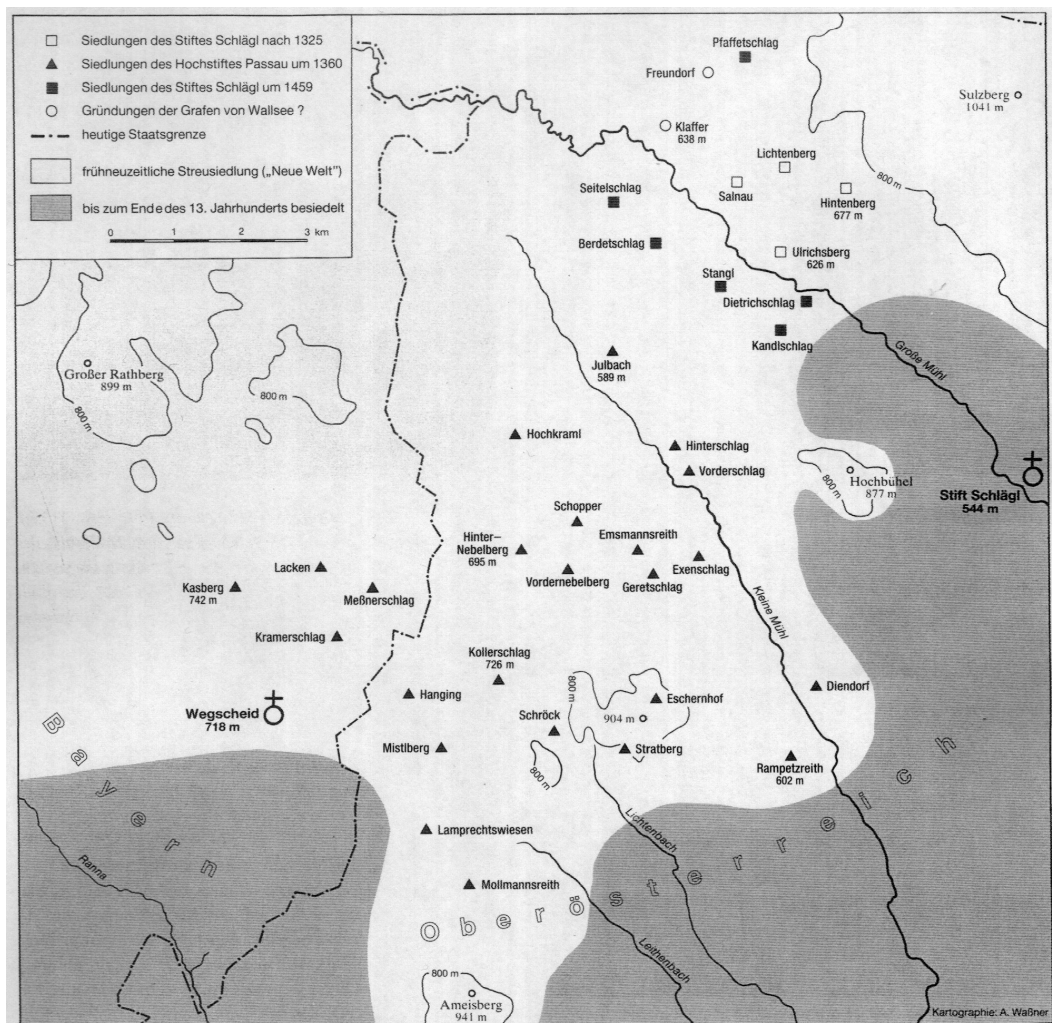 Siedlungen des Stiftes Schlägl nach 1325
Siedlungen des Hochstiftes Passau um 1360
Siedlungen des Stiftes Schlägl um 1459
Gründungen der Grafen von Wallsee ?
heutige Staatsgrenze
frühneuzeitliche Streusiedlung („Neue Welt")
bis zum Ende des 13. Jahrhunderts besiedelt
0 1 2 3 km
Pfaffetschlag
Freundorf
Sulzberg
1041 m
Klaffer
638 m
Lichtenberg
800 m
Seitelschlag
Salnau
Hintenberg
677 m
Berdetschlag
Ulrichsberg
626 m
Stangl
Dietrichschlag
Kandlschlag
Große Mühl
Julbach
589 m
Großer Rathberg
899 m
800 m
800 m
Hochkraml
Hinterschlag
Vorderschlag
800 m
Hochbühel
877 m
Stift Schlägl
544 m
Schopper
Hinter-
Nebelberg
695 m
Emsmannsreith
Vordernebelberg
Geretschlag
Exenschlag
Lacken
Kasberg
742 m
Meßnerschlag
Kleine Mühl
Kramerschlag
Kollerschlag
726 m
800 m
Hanging
Eschernhof
Diendorf
Wegscheid
718 m
904 m
Schröck
Mistlberg
Stratberg
800 m
Rampetzreith
602 m
Bayern
Lamprechtswiesen
Lichtenbach
Ranna
Mollmannsreith
Oberösterreich
Leithenbach
800 m
Ameisberg
941 m
Kartographie: A. Waßner